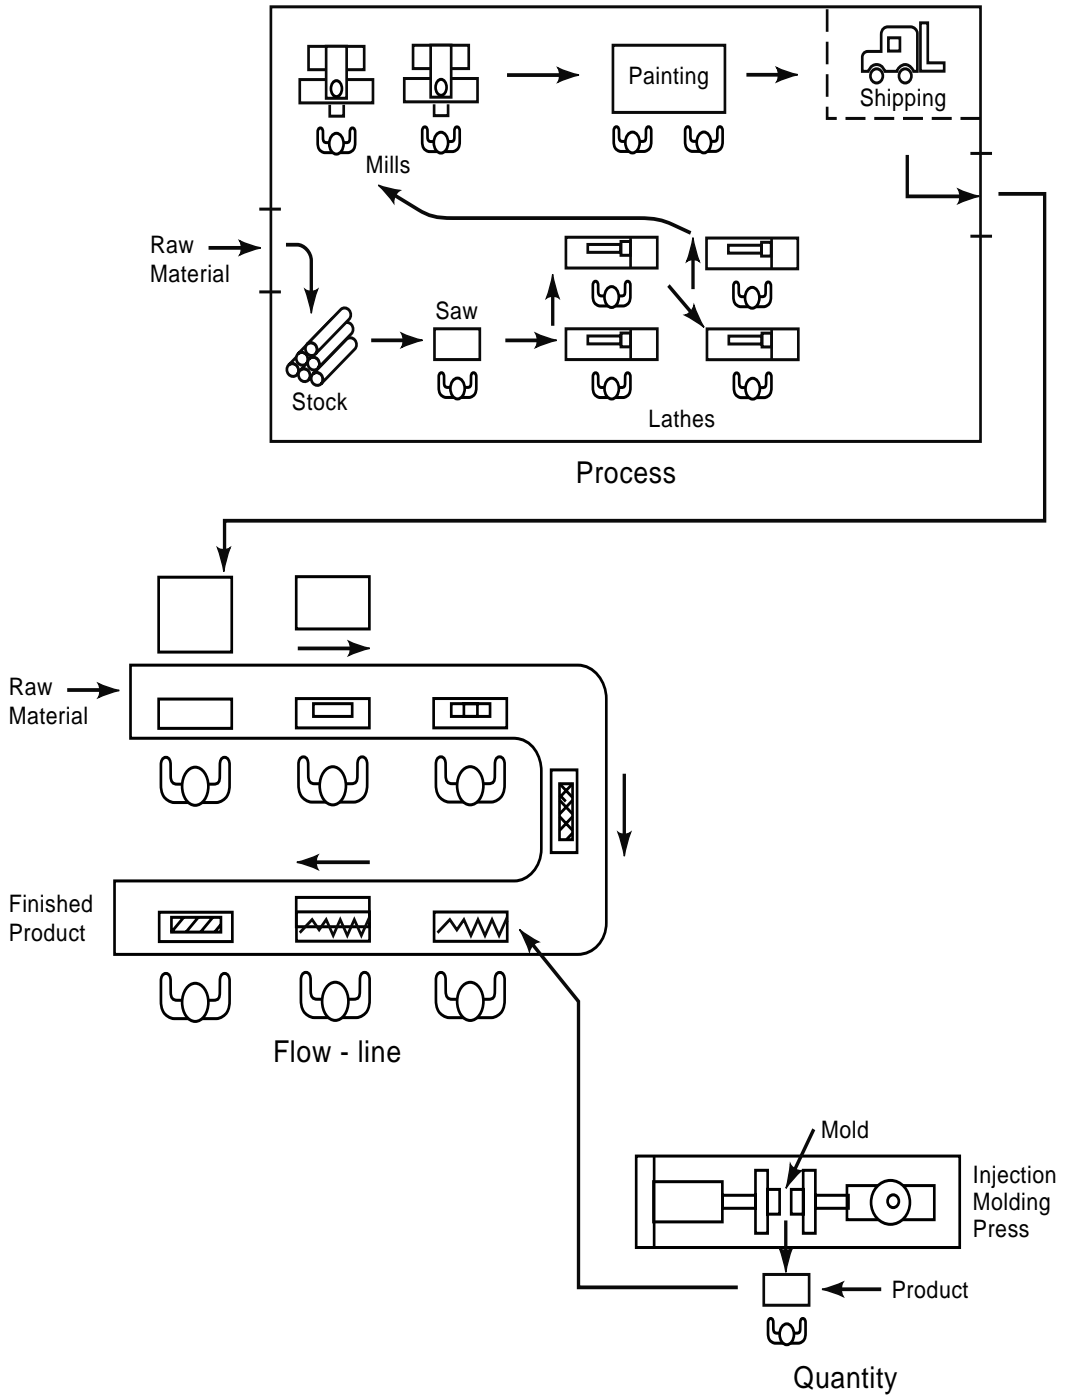 Painting
Shipping
Mills
Raw
Material
Saw
Stock
Lathes
Process
Raw
Material
Finished
Product
Flow - line
Mold
Injection
Molding
Press
Product
Quantity